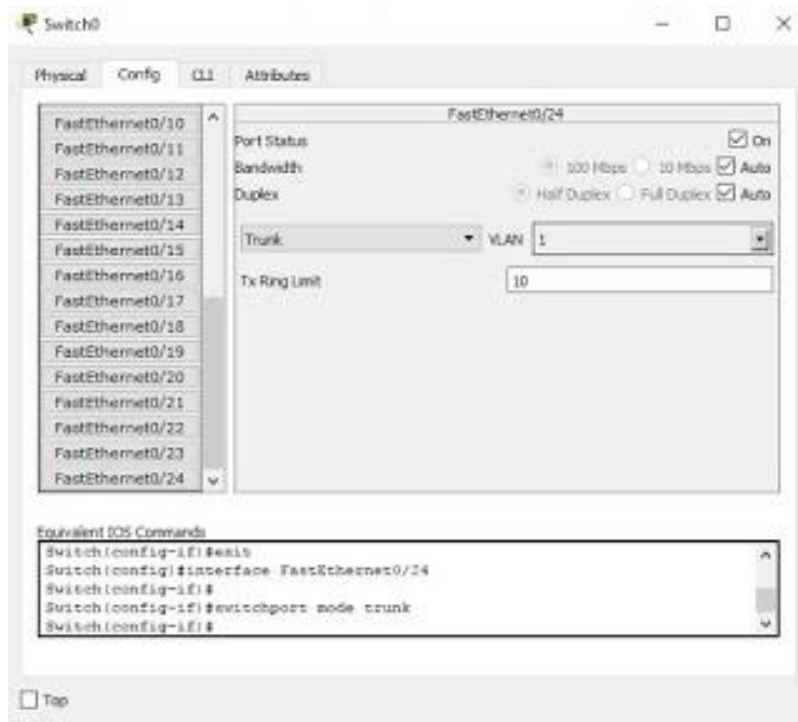 Switch0
Physical Config CLI Attributes
FastEthernet0/10
FastEthernet0/11
FastEthernet0/12
FastEthernet0/13
FastEthernet0/14
FastEthernet0/15
FastEthernet0/16
FastEthernet0/17
FastEthernet0/18
FastEthernet0/19
FastEthernet0/20
FastEthernet0/21
FastEthernet0/22
FastEthernet0/23
FastEthernet0/24
FastEthernet0/24
Port Status On
Bandwidth 100 Mbps 10 Mbps Auto
Duplex Half Duplex Full Duplex Auto
Trunk VLAN 1
Tx Ring Limit 10
Equivalent IOS Commands
Switch(config-if)#exit
Switch(config)#interface FastEthernet0/24
Switch(config-if)#
Switch(config-if)#switchport mode trunk
Switch(config-if)#
Top